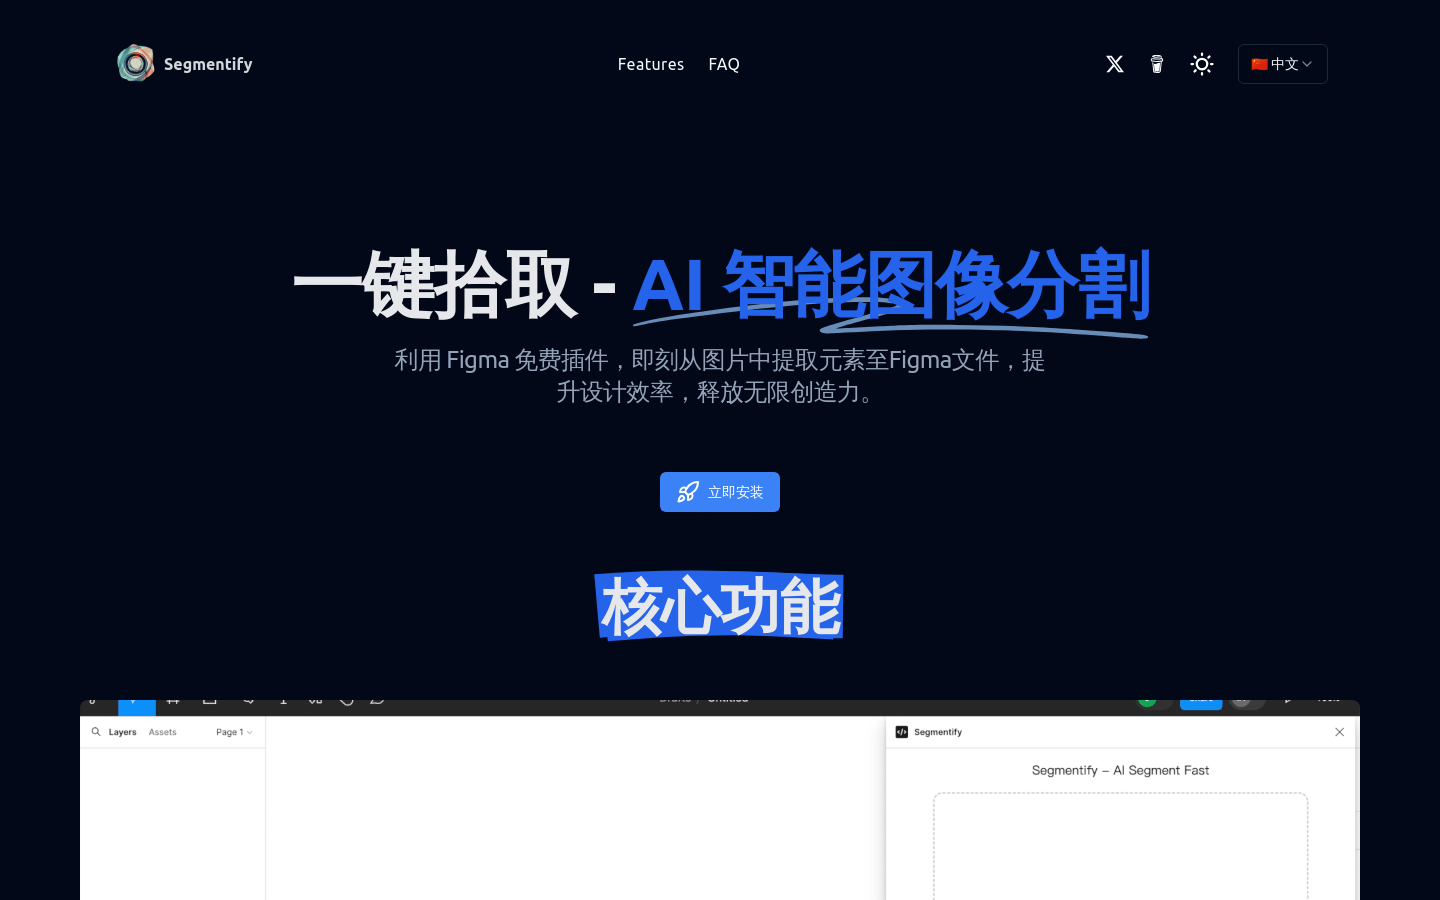 Segmentify
Features
FAQ
中文
一键拾取 - AI 智能图像分割
利用 Figma 免费插件，即刻从图片中提取元素至Figma文件，提
升设计效率，释放无限创造力。
立即安装
核心功能
Layers
Assets
Page 1
Segmentify
Segmentify – AI Segment Fast